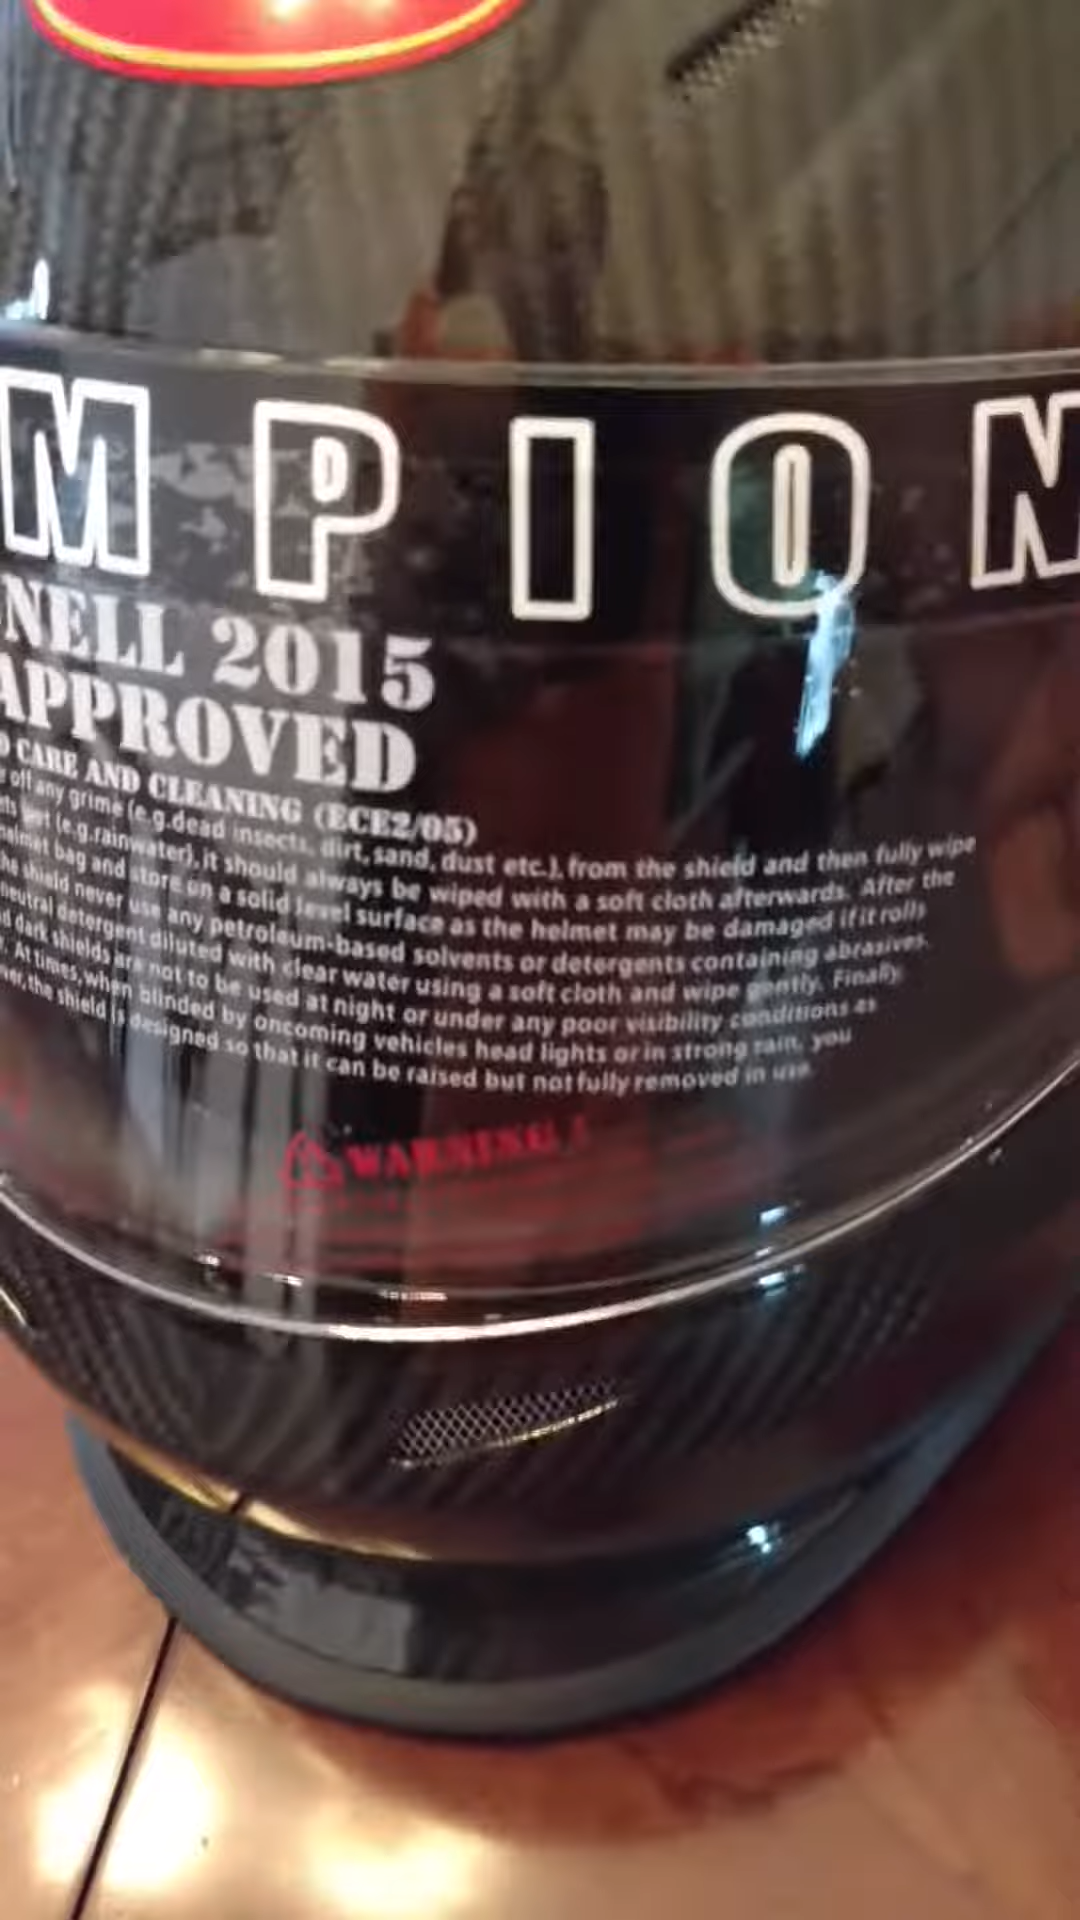 MPION
NELL 2015
APPROVED
CARE AND CLEANING (ECE2/05)
off any grime (e.g.dead insects, dirt, sand, dust etc.), from the shield and then fully wipe
get (e.g.rainwater), it should always be wiped with a soft cloth afterwards. After the
helmet bag and store on a solid level surface as the helmet may be damaged if it rolls
he shield never use any petroleum-based solvents or detergents containing abrasives.
neutral detergent diluted with clear water using a soft cloth and wipe gently. Finally
d dark shields are not to be used at night or under any poor visibility conditions as
At times, when blinded by oncoming vehicles head lights or in strong rain, you
ver, the shield is designed so that it can be raised but not fully removed in use.
WARNING !